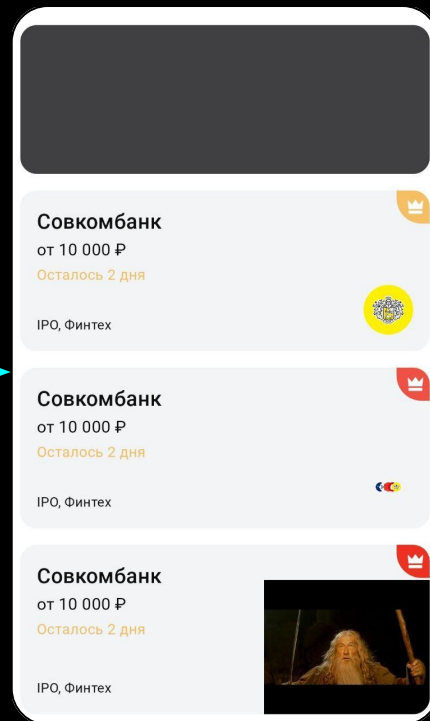 Совкомбанк
от 10 000 ₽
Осталось 2 дня
IPO, Финтех
Совкомбанк
от 10 000 ₽
Осталось 2 дня
IPO, Финтех
Совкомбанк
от 10 000 ₽
Осталось 2 дня
IPO, Финтех